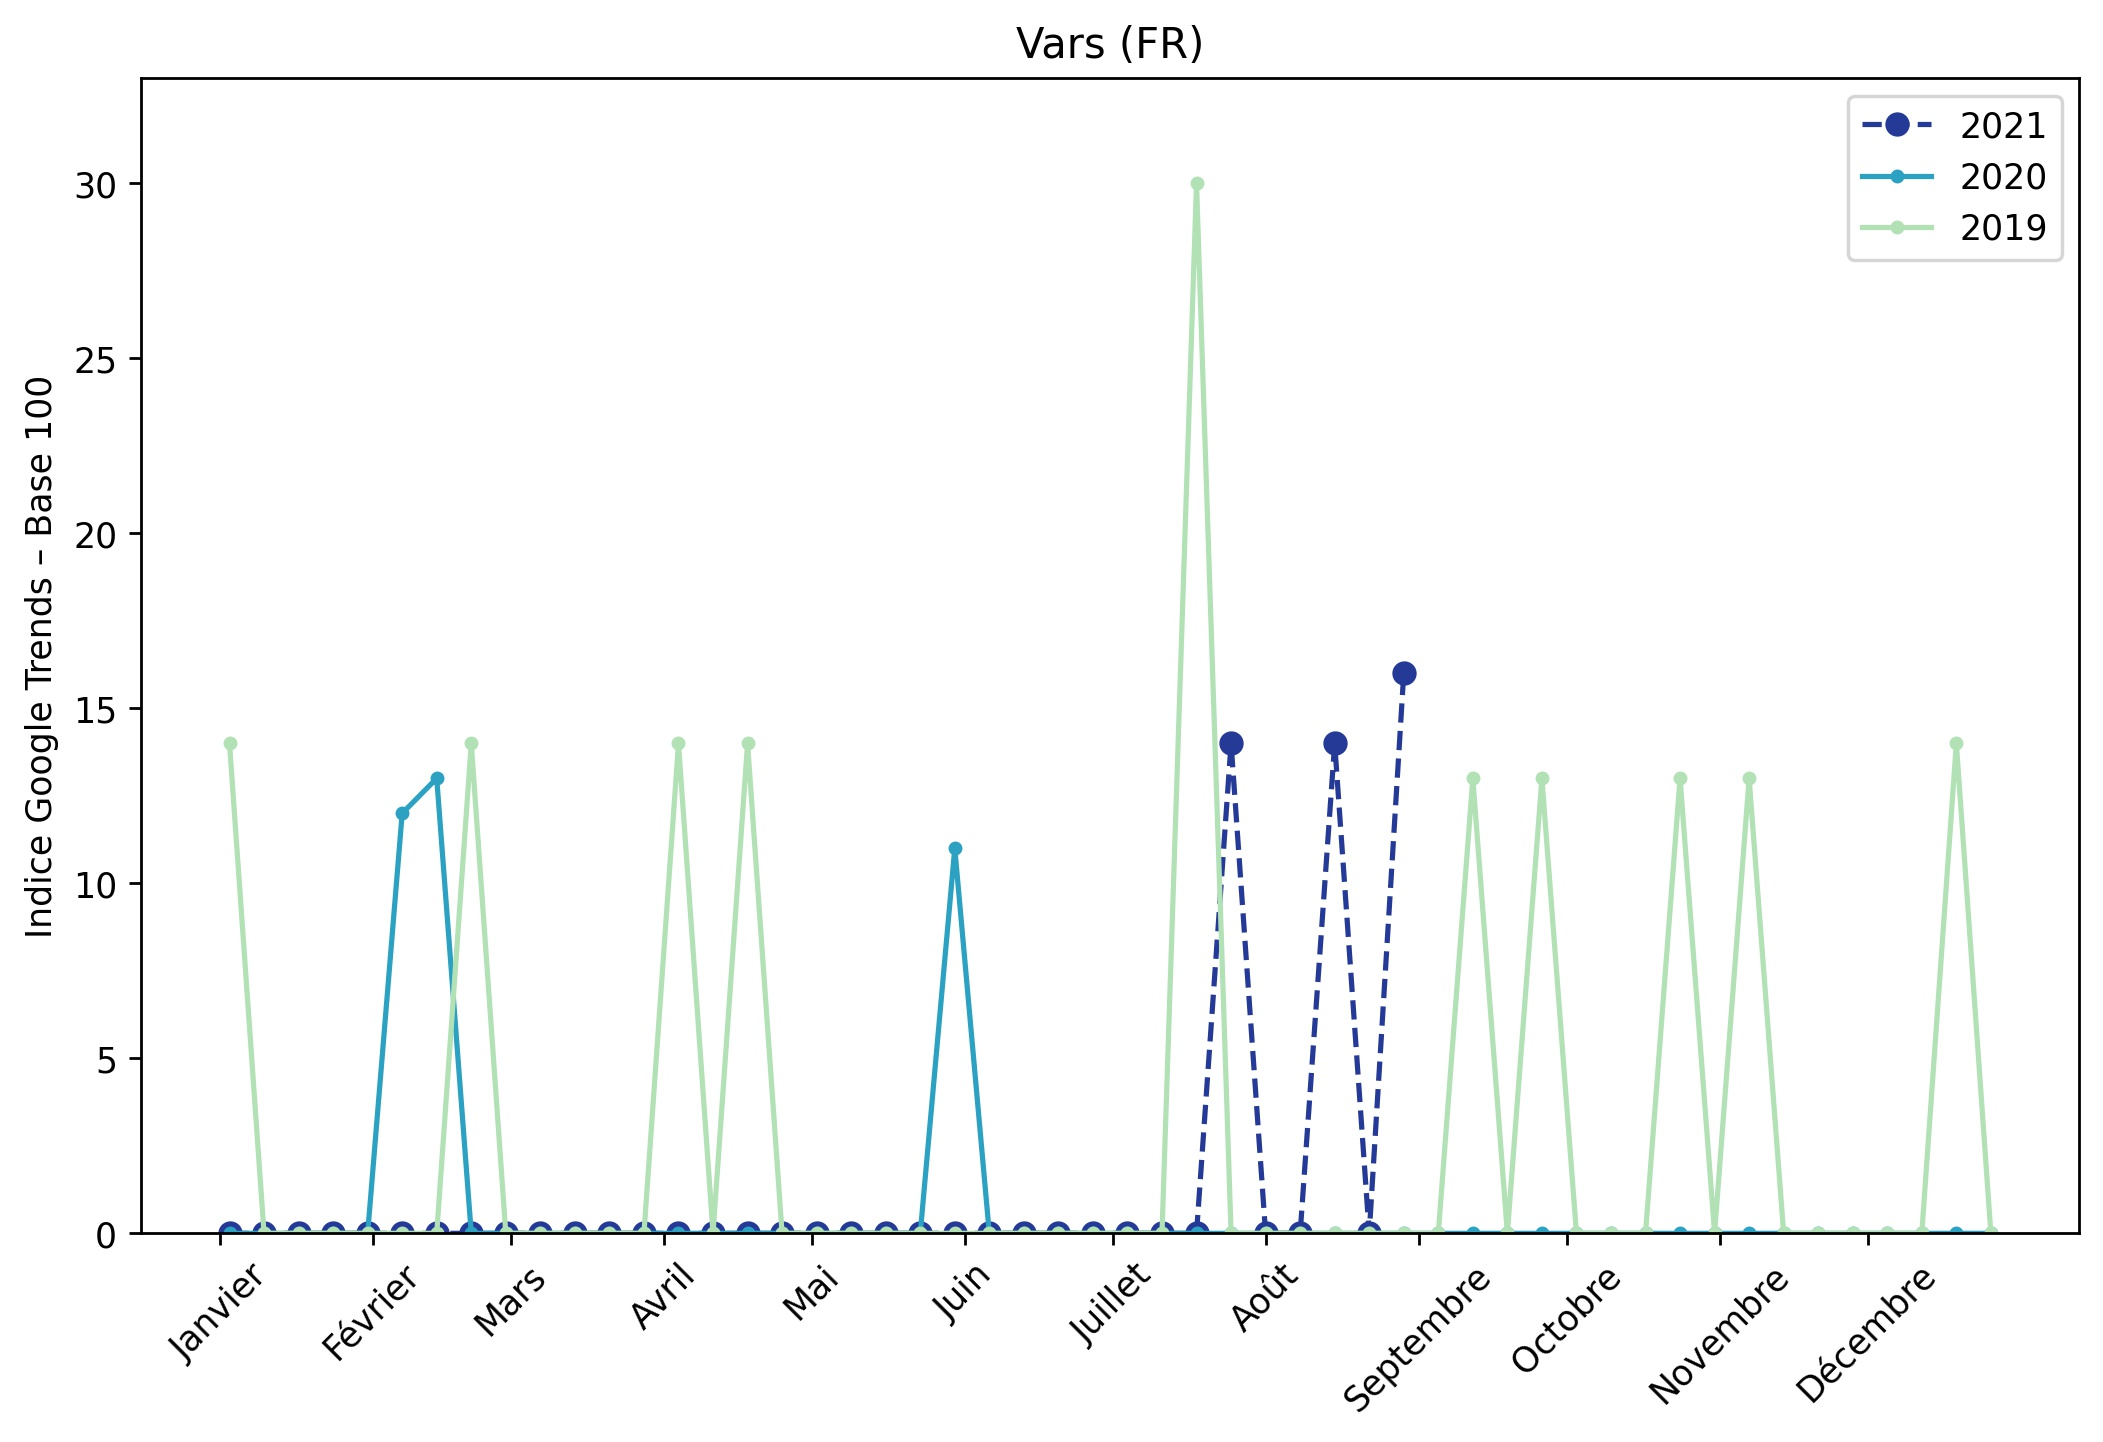 Vars (FR)
Indice Google Trends – Base 100
30
25
20
15
10
5
0
2021
2020
2019
Janvier
Février
Mars
Avril
Mai
Juin
Juillet
Août
Septembre
Octobre
Novembre
Décembre